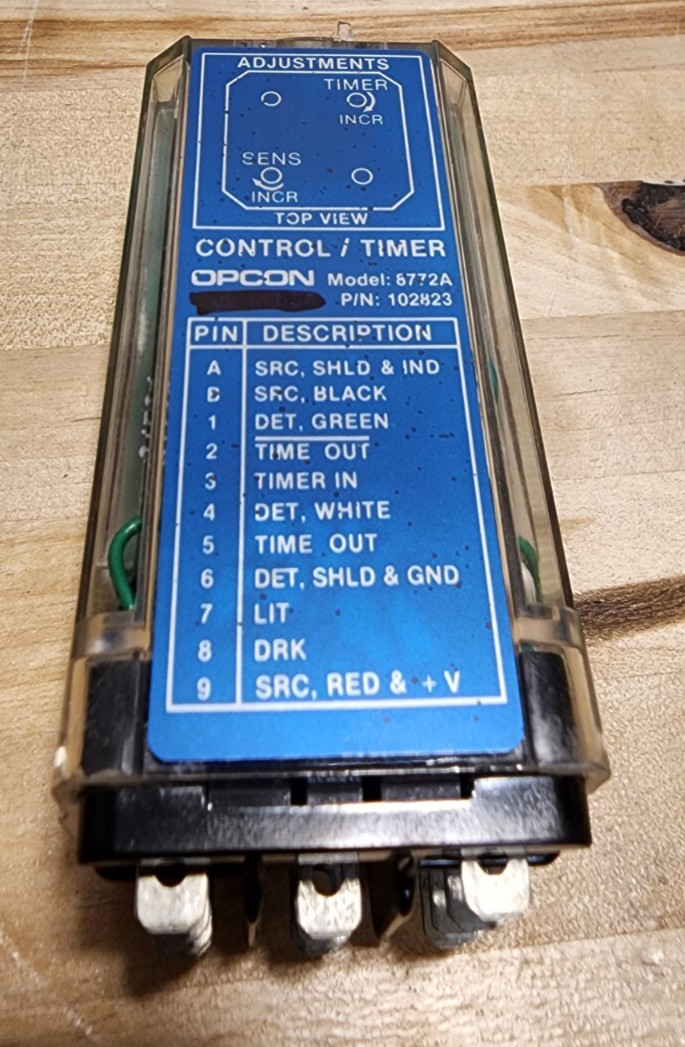 ADJUSTMENTS
TIMER
INCR
SENS
INCR
TOP VIEW
CONTROL / TIMER
OPCON Model: 8772A
P/N: 102823
PIN DESCRIPTION
A SRC, SHLD & IND
B SRC, BLACK
1 DET, GREEN
2 TIME OUT
3 TIMER IN
4 DET, WHITE
5 TIME OUT
6 DET, SHLD & GND
7 LIT
8 DRK
9 SRC, RED & +V